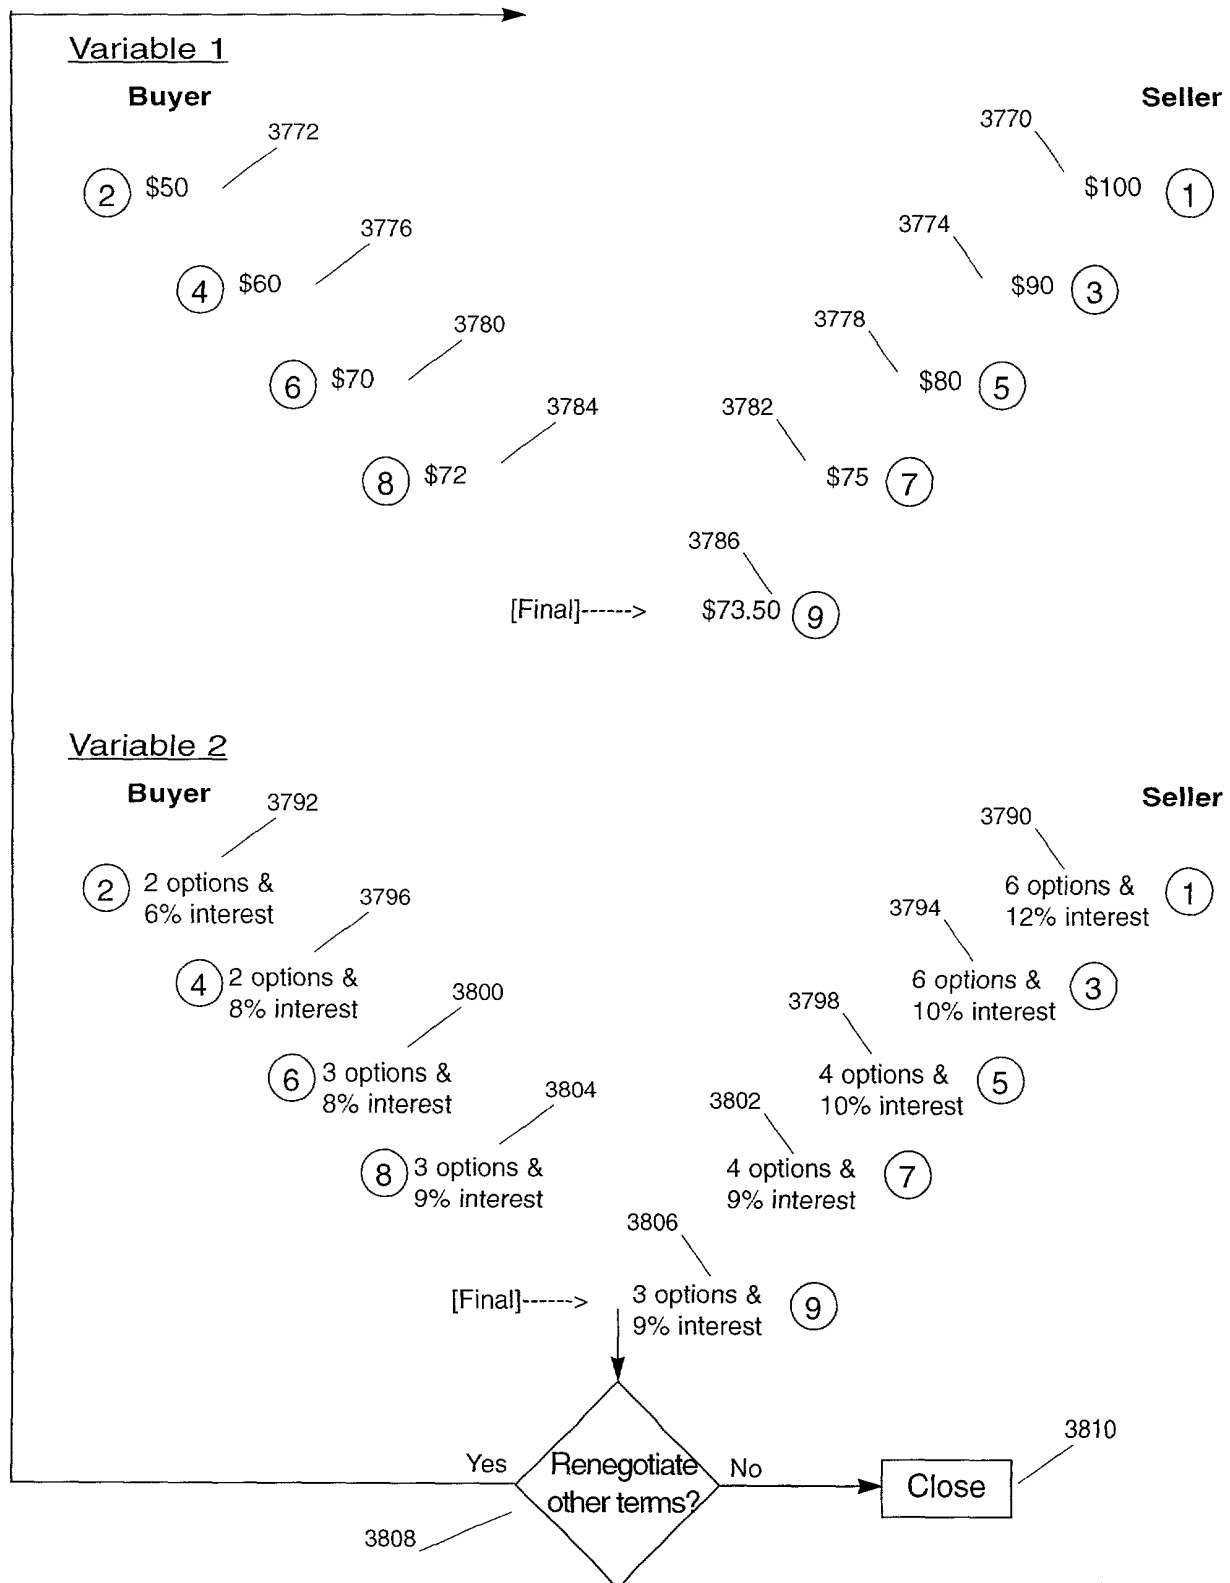 Variable 1
Buyer
Seller
3772
3770
2 $50
$100 1
3776
3774
4 $60
$90 3
3780
3778
6 $70
$80 5
3784
3782
8 $72
$75 7
3786
[Final]------> $73.50 9
Variable 2
Buyer
Seller
3792
3790
2 2 options &
6% interest
6 options & 1
12% interest
3796
3794
4 2 options &
8% interest
6 options & 3
10% interest
3800
3798
6 3 options &
8% interest
4 options & 5
10% interest
3804
3802
8 3 options &
9% interest
4 options & 7
9% interest
3806
[Final]------> 3 options & 9
9% interest
3810
Yes
Renegotiate
other terms?
No
Close
3808